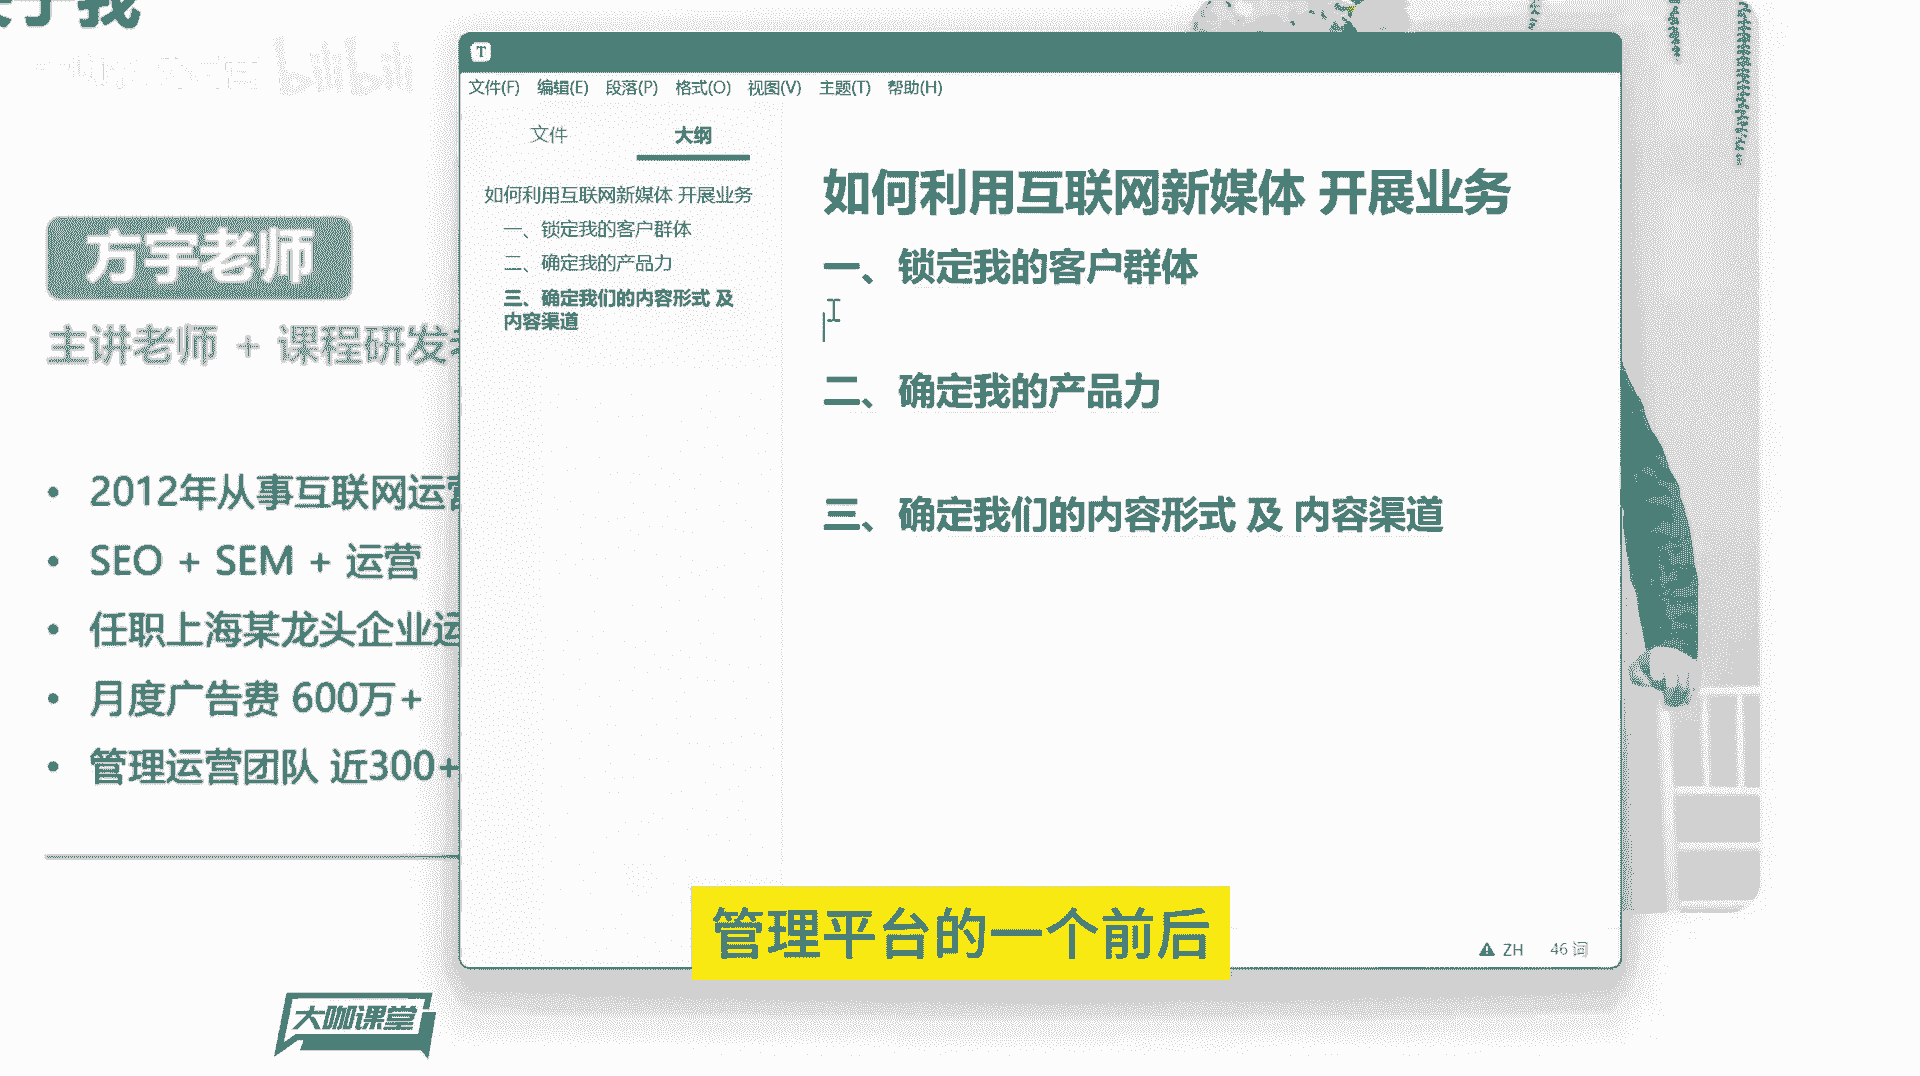 bilibili
方宇老师
主讲老师 + 课程研发
2012年从事互联网运营
SEO + SEM + 运营
任职上海某龙头企业运
月度广告费 600万+
管理运营团队 近300+
大咖课堂
T
文件(F) 编辑(E) 段落(P) 格式(O) 视图(V) 主题(T) 帮助(H)
文件 大纲
如何利用互联网新媒体 开展业务
一、锁定我的客户群体
二、确定我的产品力
三、确定我们的内容形式 及
内容渠道
如何利用互联网新媒体 开展业务
一、锁定我的客户群体
二、确定我的产品力
三、确定我们的内容形式 及 内容渠道
ZH 46 词
管理平台的一个前后